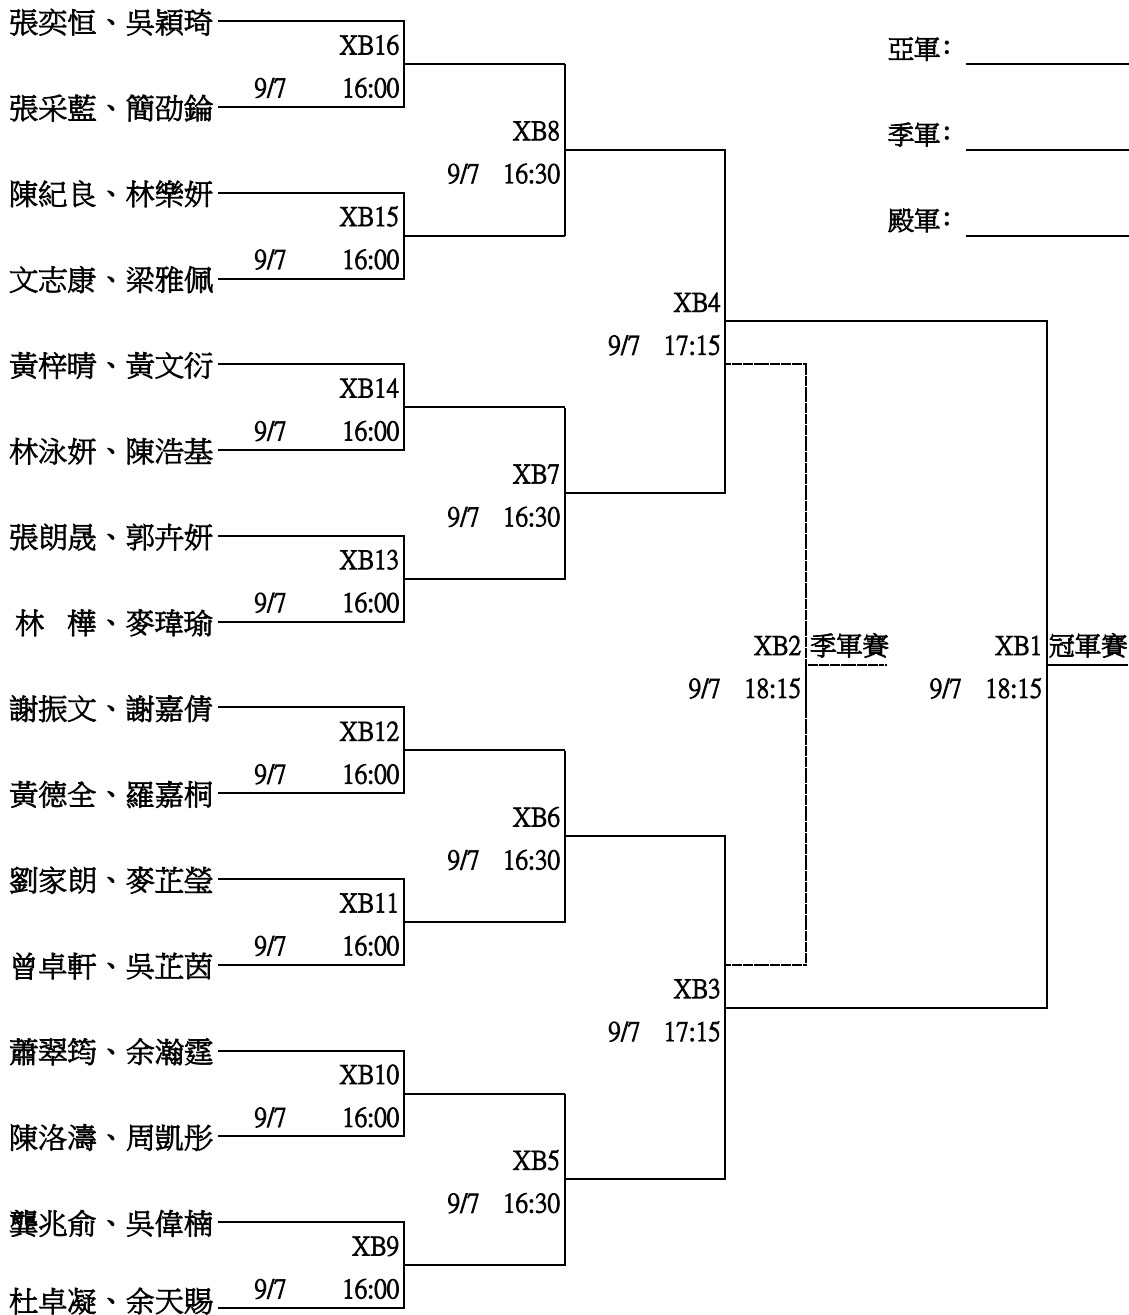 張奕恒、吳穎琦
XB16
亞軍：
9/7 16:00
張采藍、簡劭錀
XB8
季軍：
9/7 16:30
陳紀良、林樂妍
XB15
殿軍：
9/7 16:00
文志康、梁雅佩
XB4
9/7 17:15
黃梓晴、黃文衍
XB14
9/7 16:00
林泳妍、陳浩基
XB7
9/7 16:30
張朗晟、郭卉妍
XB13
9/7 16:00
林 樺、麥瑋瑜
XB2 季軍賽 XB1 冠軍賽
9/7 18:15 9/7 18:15
謝振文、謝嘉倩
XB12
9/7 16:00
黃德全、羅嘉桐
XB6
9/7 16:30
劉家朗、麥芷瑩
XB11
9/7 16:00
曾卓軒、吳芷茵
XB3
9/7 17:15
蕭翠筠、余瀚霆
XB10
9/7 16:00
陳洛濤、周凱彤
XB5
9/7 16:30
龔兆俞、吳偉楠
XB9
9/7 16:00
杜卓凝、余天賜